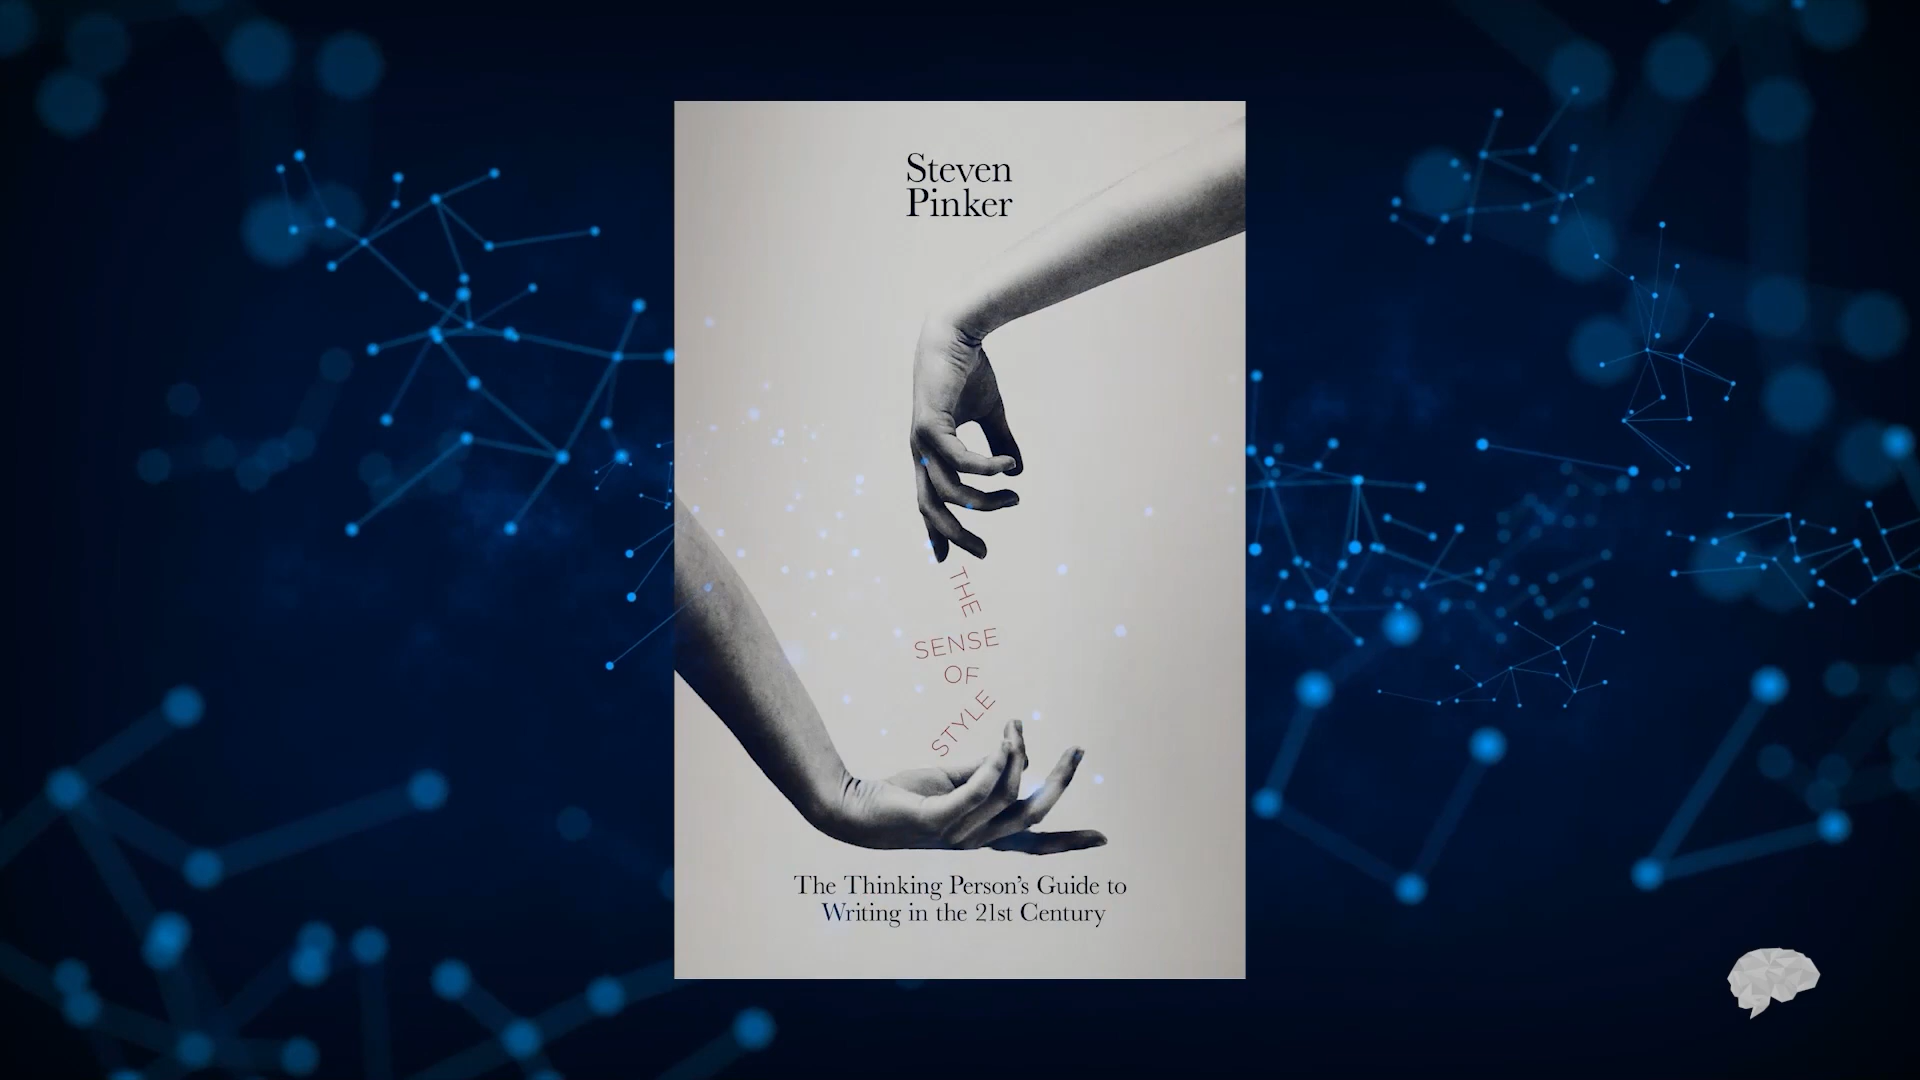 Steven
Pinker
THE
SENSE
OF
STYLE
The Thinking Person's Guide to
Writing in the 21st Century